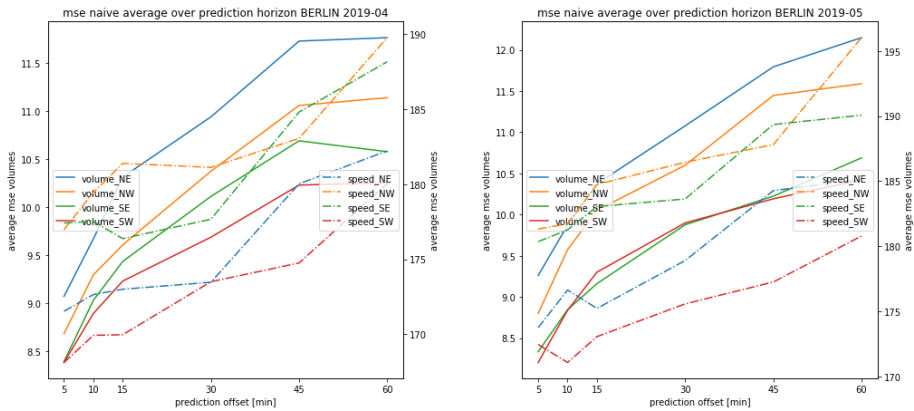 mse naive average over prediction horizon BERLIN 2019-04
11.5
11.0
10.5
10.0
9.5
9.0
8.5
average mse volumes
190
185
180
175
170
average mse volumes
volume_NE
volume_NW
volume_SE
volume_SW
speed_NE
speed_NW
speed_SE
speed_SW
5 10 15 30 45 60
prediction offset [min]
mse naive average over prediction horizon BERLIN 2019-05
12.0
11.5
11.0
10.5
10.0
9.5
9.0
8.5
average mse volumes
195
190
185
180
175
170
average mse volumes
volume_NE
volume_NW
volume_SE
volume_SW
speed_NE
speed_NW
speed_SE
speed_SW
5 10 15 30 45 60
prediction offset [min]